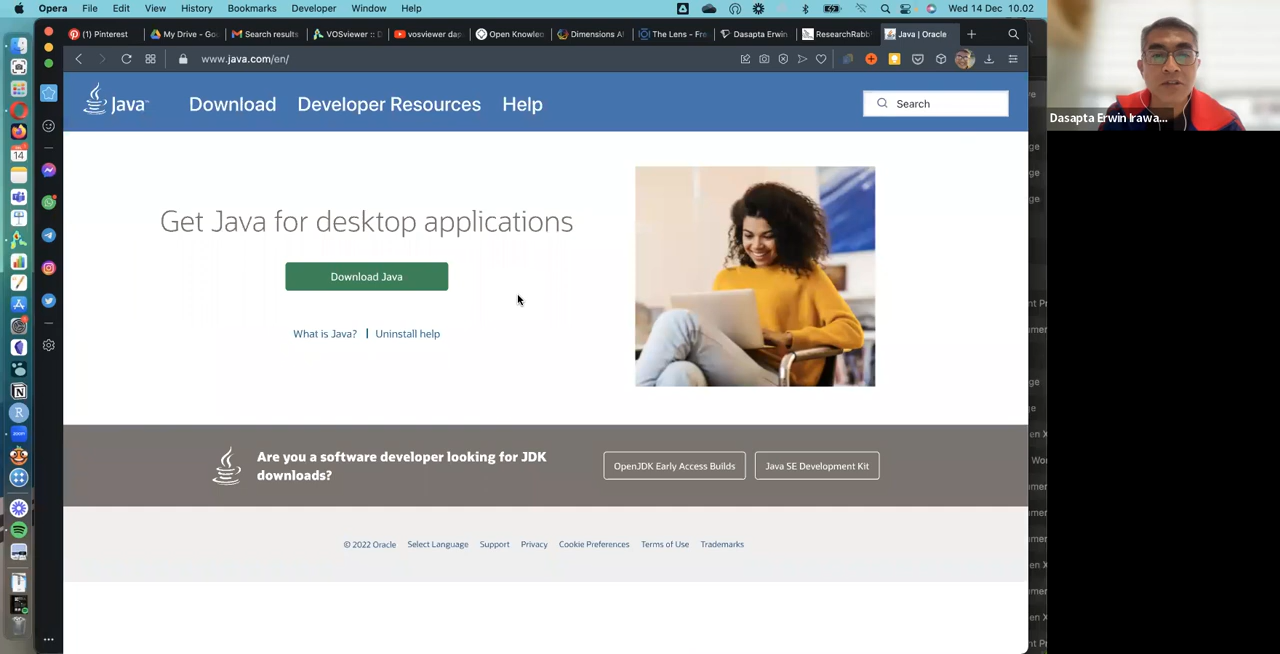 Opera File Edit View History Bookmarks Developer Window Help Wed 14 Dec 10.02
(1) Pinterest My Drive - Goo Search results VOSviewer :: D vosviewer dap Open Knowle Dimensions A The Lens - Fre Dasapta Erwin ResearchRabb Java | Oracle
www.java.com/en/
Java Download Developer Resources Help Search
Dasapta Erwin Irawa...
Get Java for desktop applications
Download Java
What is Java? | Uninstall help
Are you a software developer looking for JDK
downloads?
OpenJDK Early Access Builds Java SE Development Kit
© 2022 Oracle Select Language Support Privacy Cookie Preferences Terms of Use Trademarks